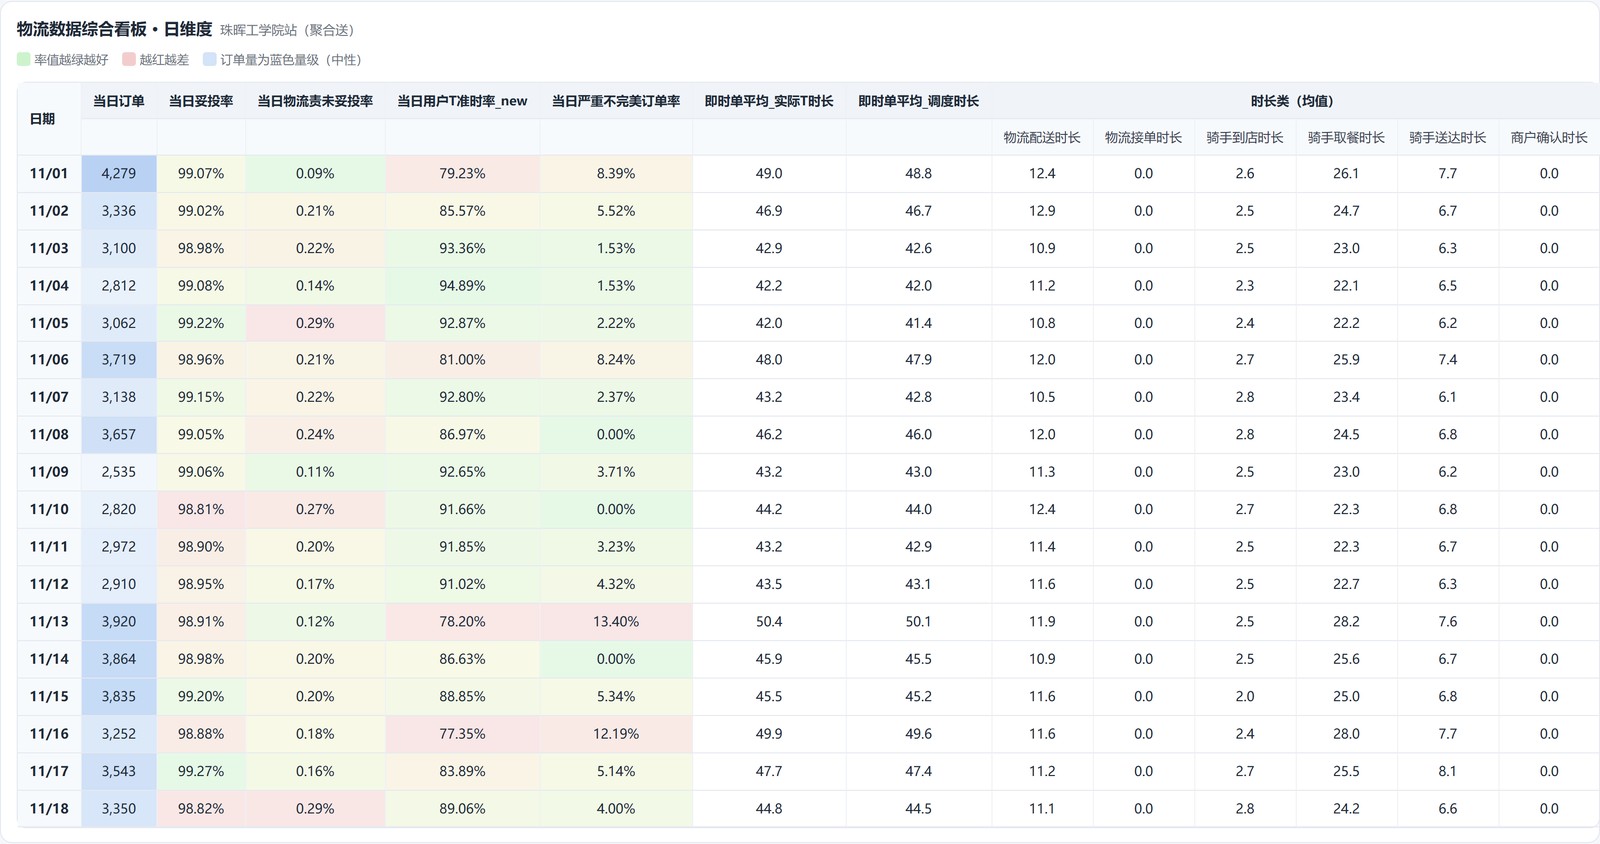 物流数据综合看板 • 日维度 珠晖工学院站（聚合送）
率值越绿越好 越红越差 订单量为蓝色量级（中性）
日期 当日订单 当日妥投率 当日物流责未妥投率 当日用户T准时率_new 当日严重不完美订单率 即时单平均_实际T时长 即时单平均_调度时长 时长类（均值）
物流配送时长 物流接单时长 骑手到店时长 骑手取餐时长 骑手送达时长 商户确认时长
11/01 4,279 99.07% 0.09% 79.23% 8.39% 49.0 48.8 12.4 0.0 2.6 26.1 7.7 0.0
11/02 3,336 99.02% 0.21% 85.57% 5.52% 46.9 46.7 12.9 0.0 2.5 24.7 6.7 0.0
11/03 3,100 98.98% 0.22% 93.36% 1.53% 42.9 42.6 10.9 0.0 2.5 23.0 6.3 0.0
11/04 2,812 99.08% 0.14% 94.89% 1.53% 42.2 42.0 11.2 0.0 2.3 22.1 6.5 0.0
11/05 3,062 99.22% 0.29% 92.87% 2.22% 42.0 41.4 10.8 0.0 2.4 22.2 6.2 0.0
11/06 3,719 98.96% 0.21% 81.00% 8.24% 48.0 47.9 12.0 0.0 2.7 25.9 7.4 0.0
11/07 3,138 99.15% 0.22% 92.80% 2.37% 43.2 42.8 10.5 0.0 2.8 23.4 6.1 0.0
11/08 3,657 99.05% 0.24% 86.97% 0.00% 46.2 46.0 12.0 0.0 2.8 24.5 6.8 0.0
11/09 2,535 99.06% 0.11% 92.65% 3.71% 43.2 43.0 11.3 0.0 2.5 23.0 6.2 0.0
11/10 2,820 98.81% 0.27% 91.66% 0.00% 44.2 44.0 12.4 0.0 2.7 22.3 6.8 0.0
11/11 2,972 98.90% 0.20% 91.85% 3.23% 43.2 42.9 11.4 0.0 2.5 22.3 6.7 0.0
11/12 2,910 98.95% 0.17% 91.02% 4.32% 43.5 43.1 11.6 0.0 2.5 22.7 6.3 0.0
11/13 3,920 98.91% 0.12% 78.20% 13.40% 50.4 50.1 11.9 0.0 2.5 28.2 7.6 0.0
11/14 3,864 98.98% 0.20% 86.63% 0.00% 45.9 45.5 10.9 0.0 2.5 25.6 6.7 0.0
11/15 3,835 99.20% 0.20% 88.85% 5.34% 45.5 45.2 11.6 0.0 2.0 25.0 6.8 0.0
11/16 3,252 98.88% 0.18% 77.35% 12.19% 49.9 49.6 11.6 0.0 2.4 28.0 7.7 0.0
11/17 3,543 99.27% 0.16% 83.89% 5.14% 47.7 47.4 11.2 0.0 2.7 25.5 8.1 0.0
11/18 3,350 98.82% 0.29% 89.06% 4.00% 44.8 44.5 11.1 0.0 2.8 24.2 6.6 0.0